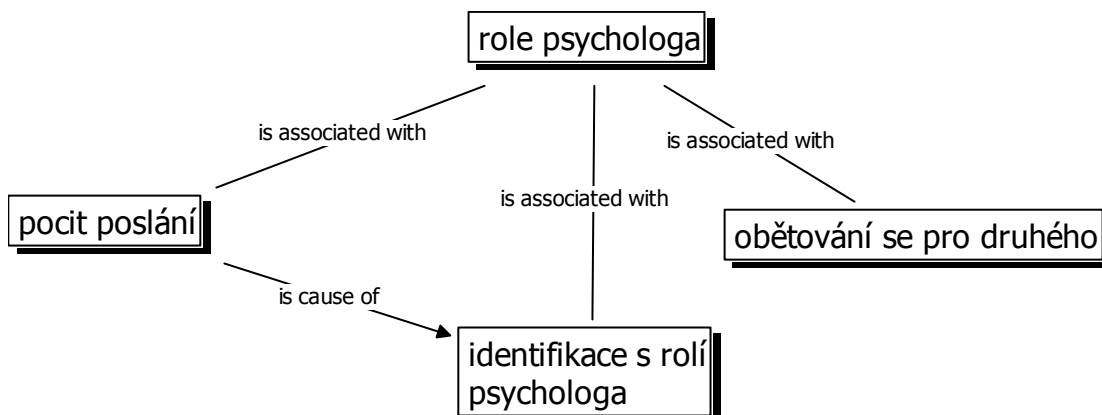 role psychologa
is associated with
is associated with
is associated with
pocit poslání
obětování se pro druhého
is cause of
identifikace s rolí
psychologa